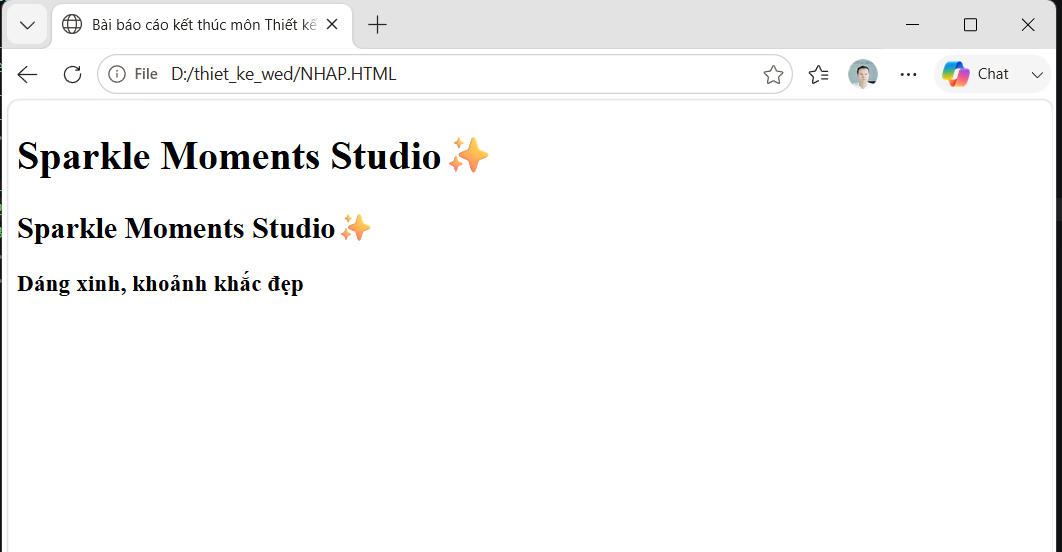 Bài báo cáo kết thúc môn Thiết kế
File D:/thiet_ke_wed/NHAP.HTML
Chat
Sparkle Moments Studio ✨
Sparkle Moments Studio ✨
Dáng xinh, khoảnh khắc đẹp